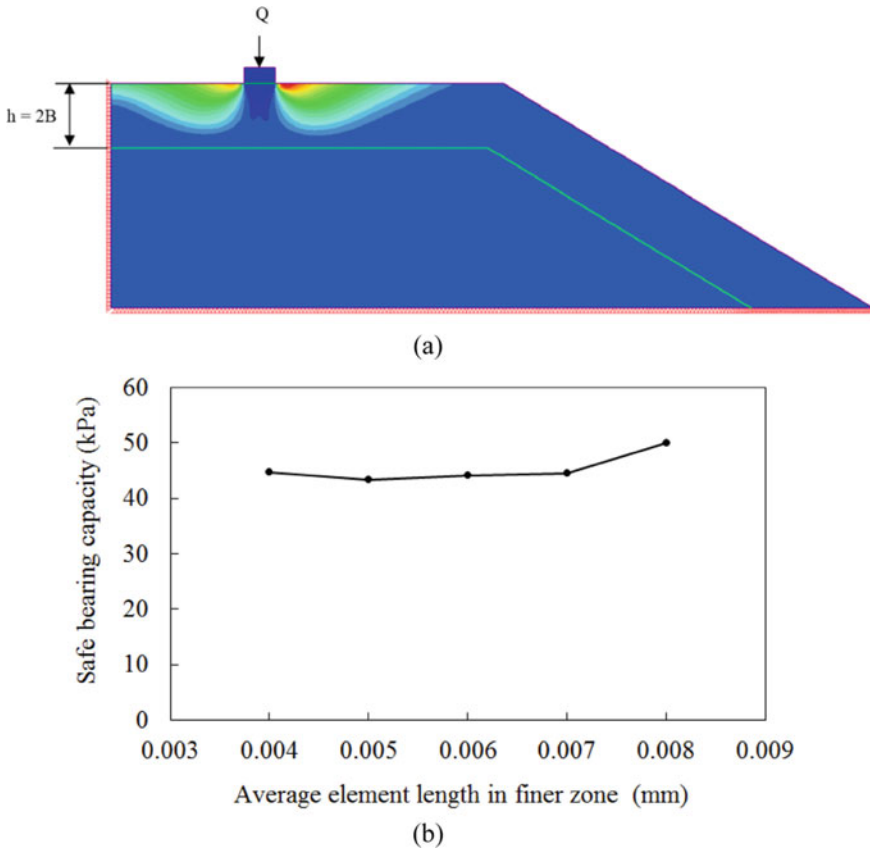 Q
h = 2B
(a)
60
50
40
30
20
10
0
Safe bearing capacity (kPa)
0.003 0.004 0.005 0.006 0.007 0.008 0.009
Average element length in finer zone (mm)
(b)